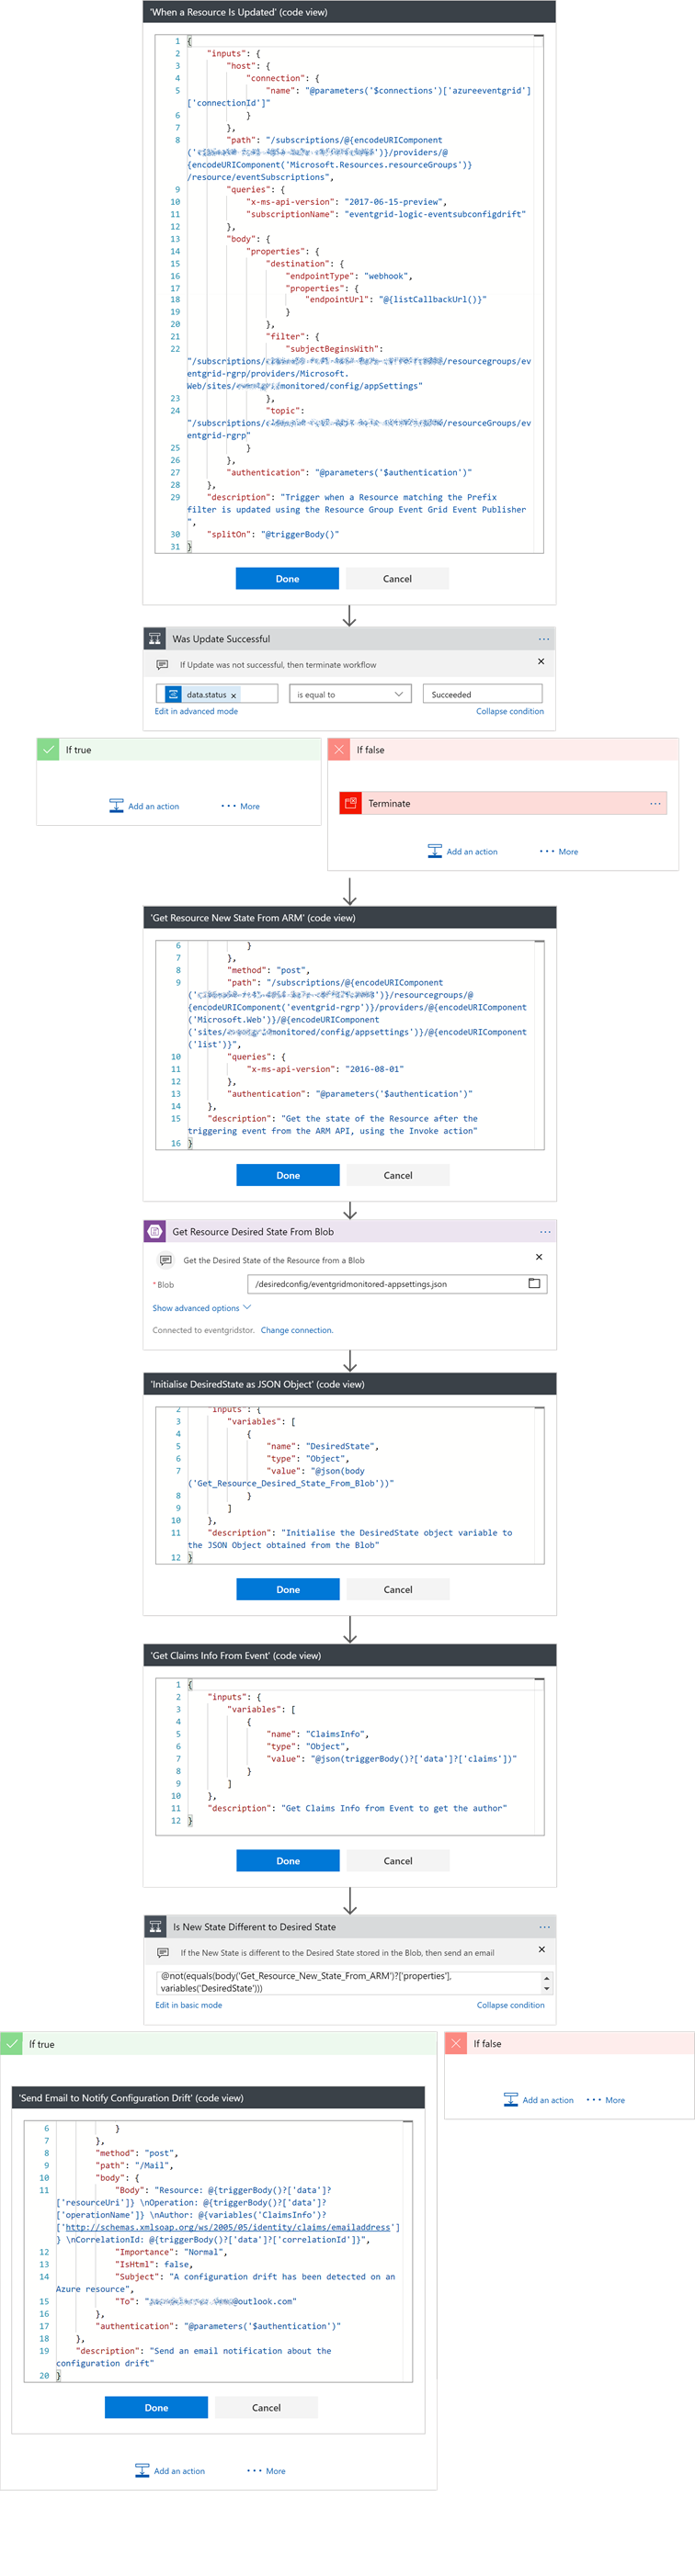 'When a Resource Is Updated' (code view)
1 {
2 "inputs": {
3 "host": {
4 "connection": {
5 "name": "@parameters('$connections')['azureeventgrid']
['connectionId']"
6 }
7 },
8 "path": "/subscriptions/@{encodeURIComponent
(' ')}/providers/@
{encodeURIComponent('Microsoft.Resources.resourceGroups')}
/resource/eventSubscriptions",
9 "queries": {
10 "x-ms-api-version": "2017-06-15-preview",
11 "subscriptionName": "eventgrid-logic-eventsubconfigdrift"
12 },
13 "body": {
14 "properties": {
15 "destination": {
16 "endpointType": "webhook",
17 "properties": {
18 "endpointUrl": "@{listCallbackUrl()}"
19 }
20 },
21 "filter": {
22 "subjectBeginsWith":
"/subscriptions/ /resourcegroups/ev
entgrid-rgrp/providers/Microsoft.
Web/sites/ monitored/config/appSettings"
23 },
24 "topic":
"/subscriptions/ /resourceGroups/ev
entgrid-rgrp"
25 }
26 },
27 "authentication": "@parameters('$authentication')"
28 },
29 "description": "Trigger when a Resource matching the Prefix
filter is updated using the Resource Group Event Grid Event Publisher
",
30 "splitOn": "@triggerBody()"
31 }
Done Cancel
Was Update Successful ...
If Update was not successful, then terminate workflow ×
data.status × is equal to Succeeded
Edit in advanced mode Collapse condition
If true If false
Terminate ...
Add an action ... More
Add an action ... More
'Get Resource New State From ARM' (code view)
6 }
7 },
8 "method": "post",
9 "path": "/subscriptions/@{encodeURIComponent
(' ')}/resourcegroups/@
{encodeURIComponent('eventgrid-rgrp')}/providers/@{encodeURIComponent
('Microsoft.Web')}/@{encodeURIComponent
('sites/ monitored/config/appsettings')}/@{encodeURIComponent
('list')}",
10 "queries": {
11 "x-ms-api-version": "2016-08-01"
12 },
13 "authentication": "@parameters('$authentication')"
14 },
15 "description": "Get the state of the Resource after the
triggering event from the ARM API, using the Invoke action"
16 }
Done Cancel
Get Resource Desired State From Blob ...
Get the Desired State of the Resource from a Blob ×
* Blob /desiredconfig/eventgridmonitored-appsettings.json
Show advanced options
Connected to eventgridstor. Change connection.
'Initialise DesiredState as JSON Object' (code view)
2 "inputs": {
3 "variables": [
4 {
5 "name": "DesiredState",
6 "type": "Object",
7 "value": "@json(body
('Get_Resource_Desired_State_From_Blob'))"
8 }
9 ]
10 },
11 "description": "Initialise the DesiredState object variable to
the JSON Object obtained from the Blob"
12 }
Done Cancel
'Get Claims Info From Event' (code view)
1 {
2 "inputs": {
3 "variables": [
4 {
5 "name": "ClaimsInfo",
6 "type": "Object",
7 "value": "@json(triggerBody()?['data']?['claims'])"
8 }
9 ]
10 },
11 "description": "Get Claims Info from Event to get the author"
12 }
Done Cancel
Is New State Different to Desired State ...
If the New State is different to the Desired State stored in the Blob, then send an email ×
@not(equals(body('Get_Resource_New_State_From_ARM')?['properties'],
variables('DesiredState')))
Edit in basic mode Collapse condition
If true If false
Add an action ... More
'Send Email to Notify Configuration Drift' (code view)
6 }
7 },
8 "method": "post",
9 "path": "/Mail",
10 "body": {
11 "Body": "Resource: @{triggerBody()?['data']?
['resourceUri']} \nOperation: @{triggerBody()?['data']?
['operationName']} \nAuthor: @{variables('ClaimsInfo')?
['http://schemas.xmlsoap.org/ws/2005/05/identity/claims/emailaddress']
} \nCorrelationId: @{triggerBody()?['data']?['correlationId']}",
12 "Importance": "Normal",
13 "IsHtml": false,
14 "Subject": "A configuration drift has been detected on an
Azure resource",
15 "To": " @outlook.com"
16 },
17 "authentication": "@parameters('$authentication')"
18 },
19 "description": "Send an email notification about the
configuration drift"
20 }
Done Cancel
Add an action ... More